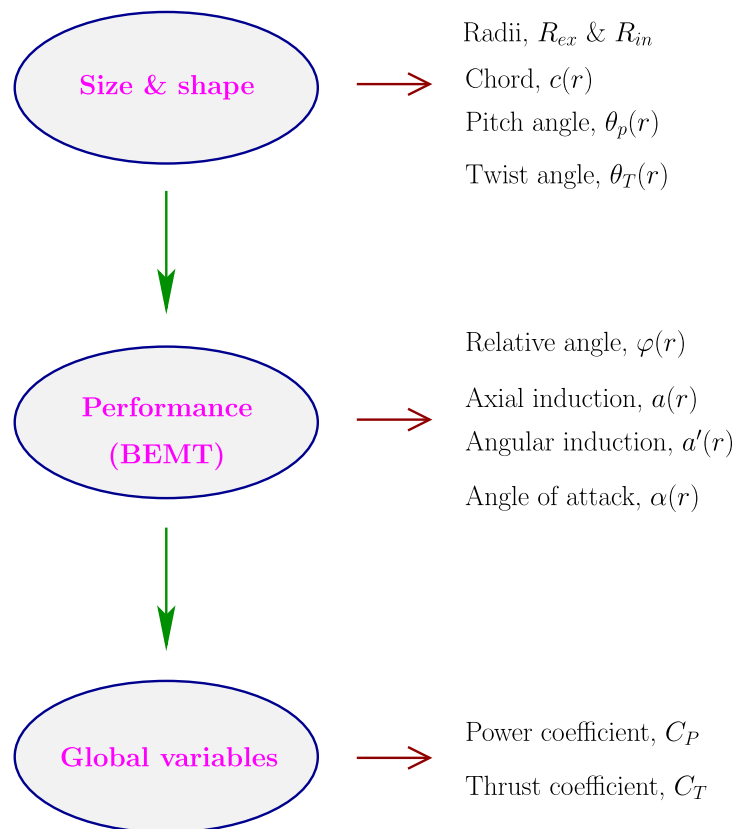 Size & shape
Radii, R_ex & R_in
Chord, c(r)
Pitch angle, θ_p(r)
Twist angle, θ_T(r)
Performance
(BEMT)
Relative angle, φ(r)
Axial induction, a(r)
Angular induction, a′(r)
Angle of attack, α(r)
Global variables
Power coefficient, C_P
Thrust coefficient, C_T